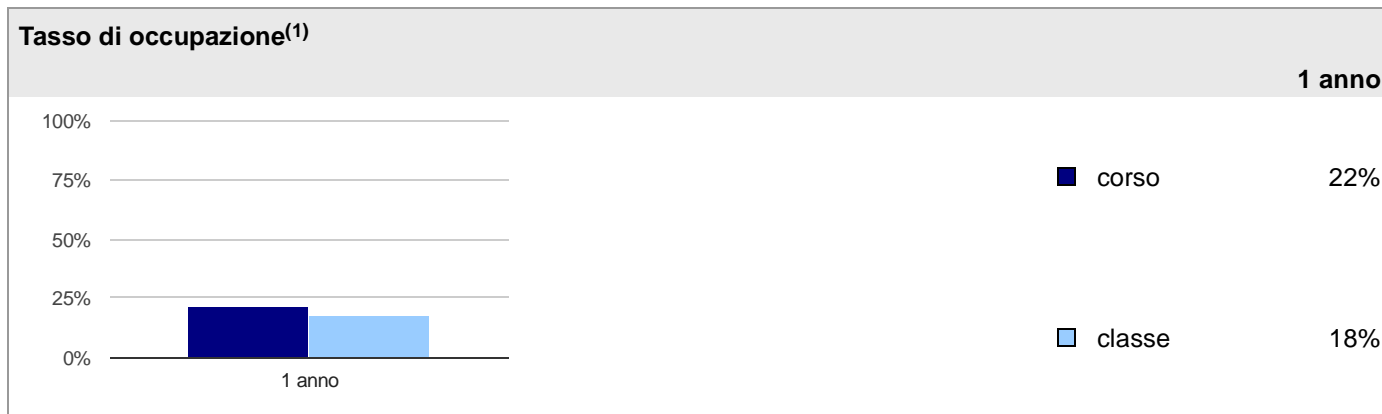 Tasso di occupazione(1)
1 anno
100%
75%
50%
25%
0%
1 anno
corso 22%
classe 18%